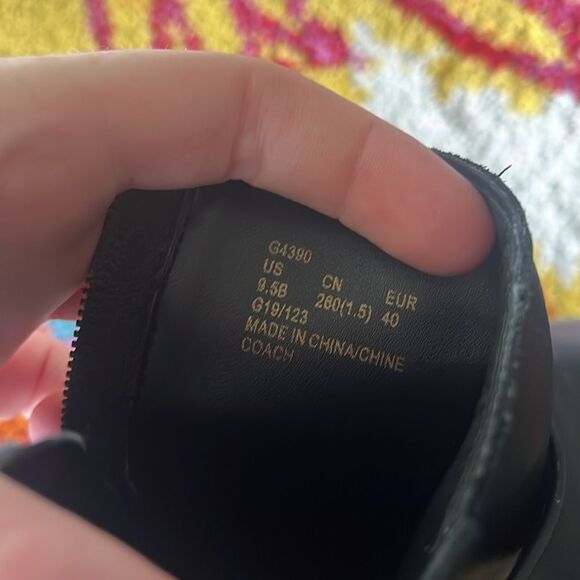 G4390
US CN EUR
9.5B 260(1.5) 40
G19/123
MADE IN CHINA/CHINE
COACH